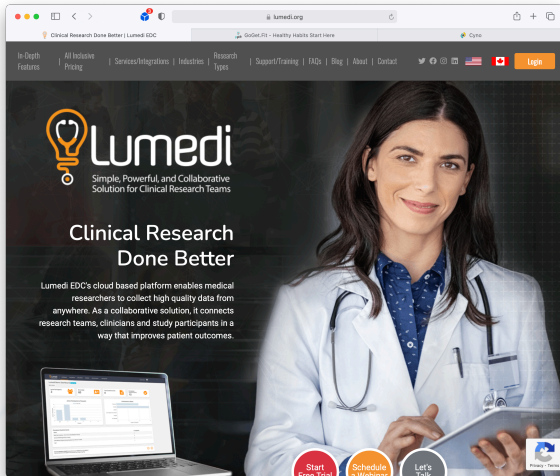 lumedi.org
Clinical Research Done Better | Lumedi EDC
GoGet.Fit - Healthy Habits Start Here
Cyno
In-Depth Features | All Inclusive Pricing | Services/Integrations | Industries | Research Types | Support/Training | FAQs | Blog | About | Contact
Login
Lumedi
Simple, Powerful, and Collaborative
Solution for Clinical Research Teams
Clinical Research
Done Better
Lumedi EDC's cloud based platform enables medical
researchers to collect high quality data from
anywhere. As a collaborative solution, it connects
research teams, clinicians and study participants in a
way that improves patient outcomes.
Start
Free Trial
Schedule
a Webinar
Let's
Talk
Privacy - Terms